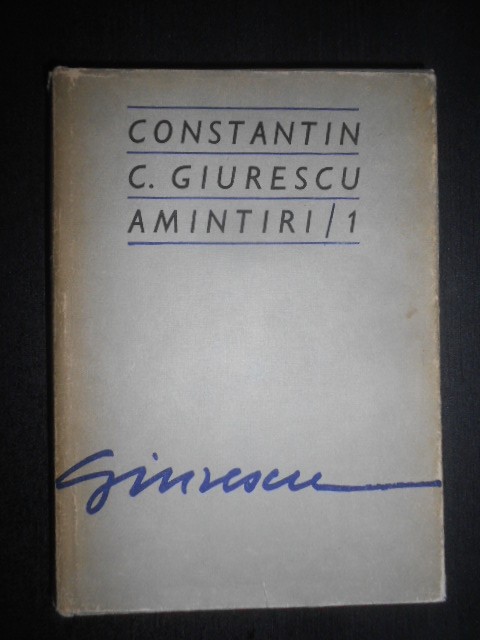 CONSTANTIN
C. GIURESCU
AMINTIRI/1
Giurescu